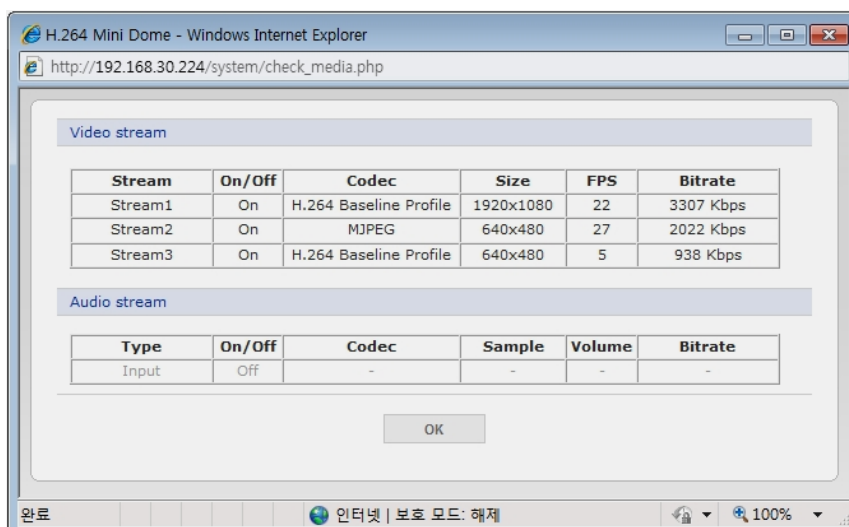 H.264 Mini Dome - Windows Internet Explorer
http://192.168.30.224/system/check_media.php
Video stream
Stream On/Off Codec Size FPS Bitrate
Stream1 On H.264 Baseline Profile 1920x1080 22 3307 Kbps
Stream2 On MJPEG 640x480 27 2022 Kbps
Stream3 On H.264 Baseline Profile 640x480 5 938 Kbps
Audio stream
Type On/Off Codec Sample Volume Bitrate
Input Off - - - -
OK
완료 인터넷 | 보호 모드: 해제 100%